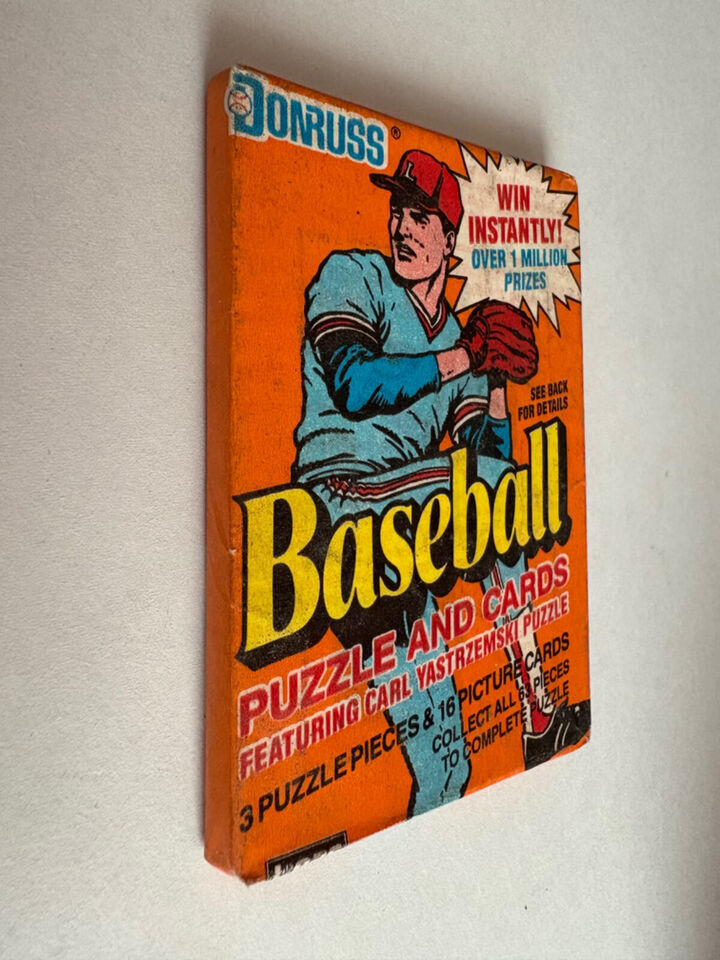 DONRUSS®
WIN
INSTANTLY!
OVER 1 MILLION
PRIZES
L
SEE BACK
FOR DETAILS
Baseball
PUZZLE AND CARDS
FEATURING CARL YASTRZEMSKI PUZZLE
3 PUZZLE PIECES & 16 PICTURE CARDS
COLLECT ALL 63 PIECES
TO COMPLETE PUZZLE